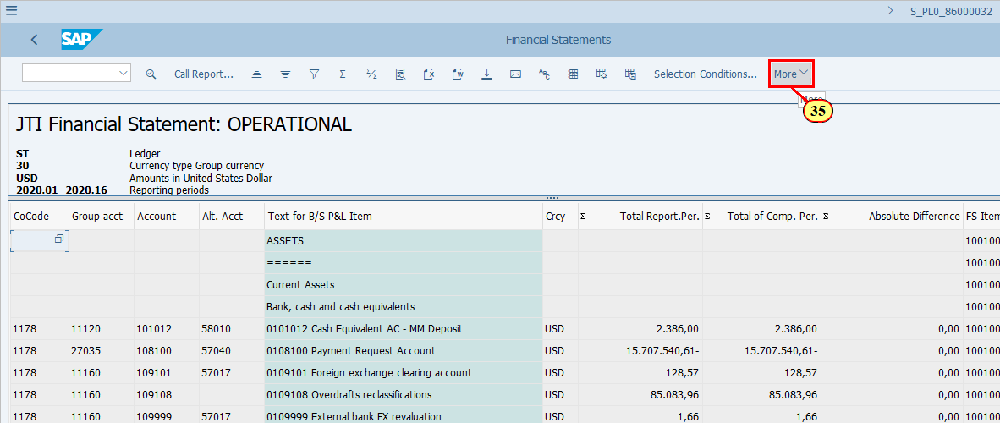 S_PL0_86000032
SAP Financial Statements
Call Report... Selection Conditions... More
More
35
JTI Financial Statement: OPERATIONAL
ST Ledger
30 Currency type Group currency
USD Amounts in United States Dollar
2020.01 -2020.16 Reporting periods
CoCode Group acct Account Alt. Acct Text for B/S P&L Item Crcy Σ Total Report.Per. Σ Total of Comp. Per. Σ Absolute Difference FS Item
ASSETS 100100
====== 100100
Current Assets 100100
Bank, cash and cash equivalents 100100
1178 11120 101012 58010 0101012 Cash Equivalent AC - MM Deposit USD 2.386,00 2.386,00 0,00 100100
1178 27035 108100 57040 0108100 Payment Request Account USD 15.707.540,61- 15.707.540,61- 0,00 100100
1178 11160 109101 57017 0109101 Foreign exchange clearing account USD 128,57 128,57 0,00 100100
1178 11160 109108 0109108 Overdrafts reclassifications USD 85.083,96 85.083,96 0,00 100100
1178 11160 109999 57017 0109999 External bank FX revaluation USD 1,66 1,66 0,00 100100